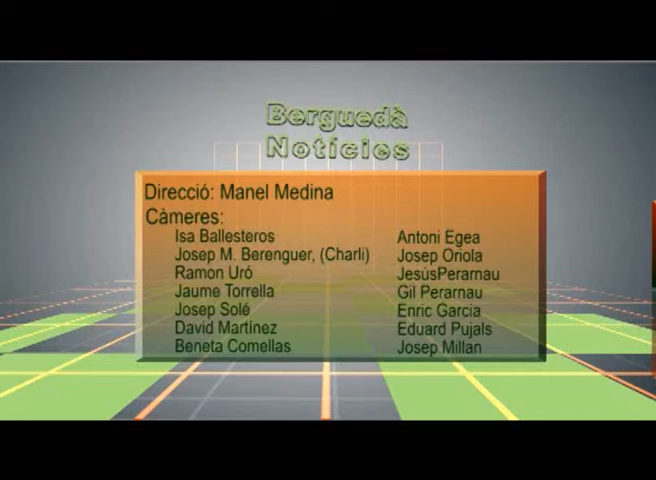 Berguedà
Notícies
Direcció: Manel Medina
Càmeres:
Isa Ballesteros
Josep M. Berenguer, (Charli)
Ramon Uró
Jaume Torrella
Josep Solé
David Martínez
Beneta Comellas
Antoni Egea
Josep Oriola
JesúsPerarnau
Gil Perarnau
Enric Garcia
Eduard Pujals
Josep Millan